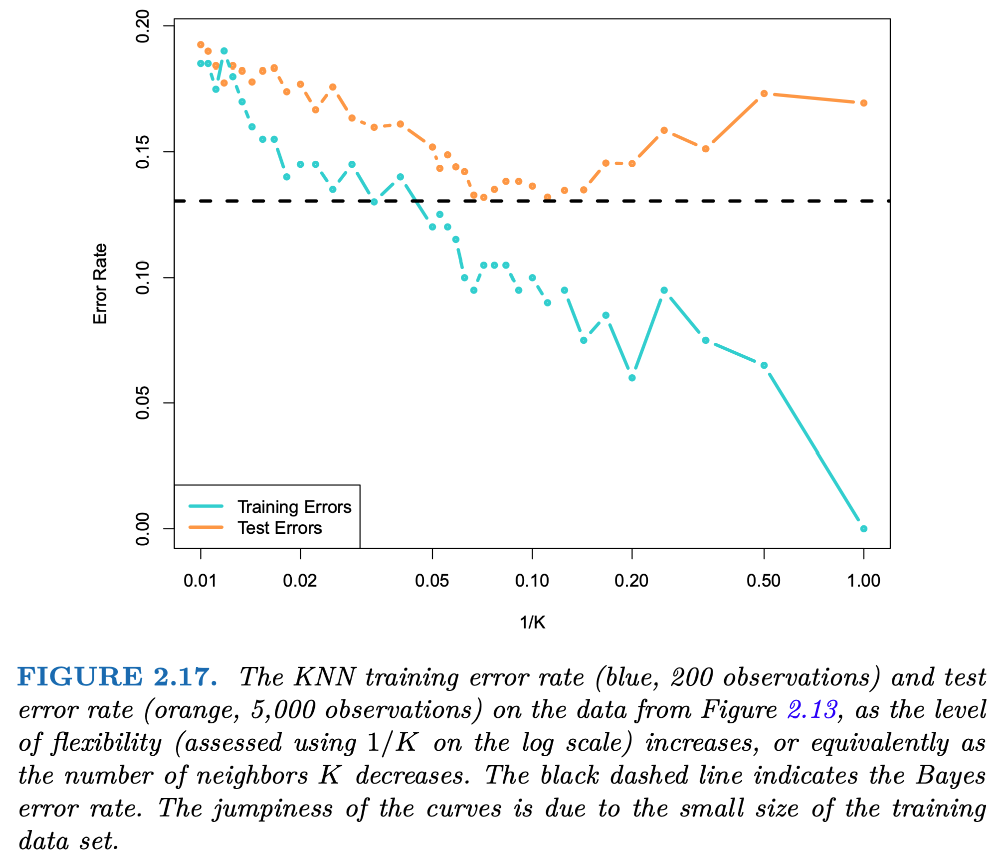 0.20
0.15
0.10
0.05
0.00
Error Rate
Training Errors
Test Errors
0.01 0.02 0.05 0.10 0.20 0.50 1.00
1/K
FIGURE 2.17. The KNN training error rate (blue, 200 observations) and test
error rate (orange, 5,000 observations) on the data from Figure 2.13, as the level
of flexibility (assessed using 1/K on the log scale) increases, or equivalently as
the number of neighbors K decreases. The black dashed line indicates the Bayes
error rate. The jumpiness of the curves is due to the small size of the training
data set.